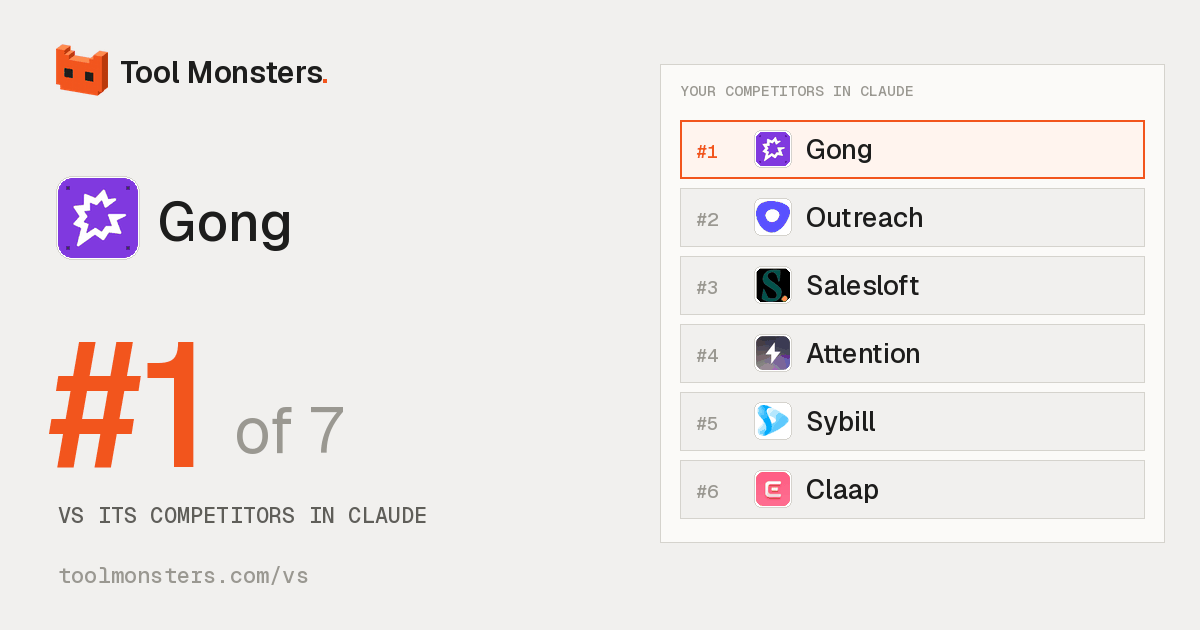 Tool Monsters.
Gong
#1 of 7
VS ITS COMPETITORS IN CLAUDE
toolmonsters.com/vs
YOUR COMPETITORS IN CLAUDE
#1 Gong
#2 Outreach
#3 Salesloft
#4 Attention
#5 Sybill
#6 Claap